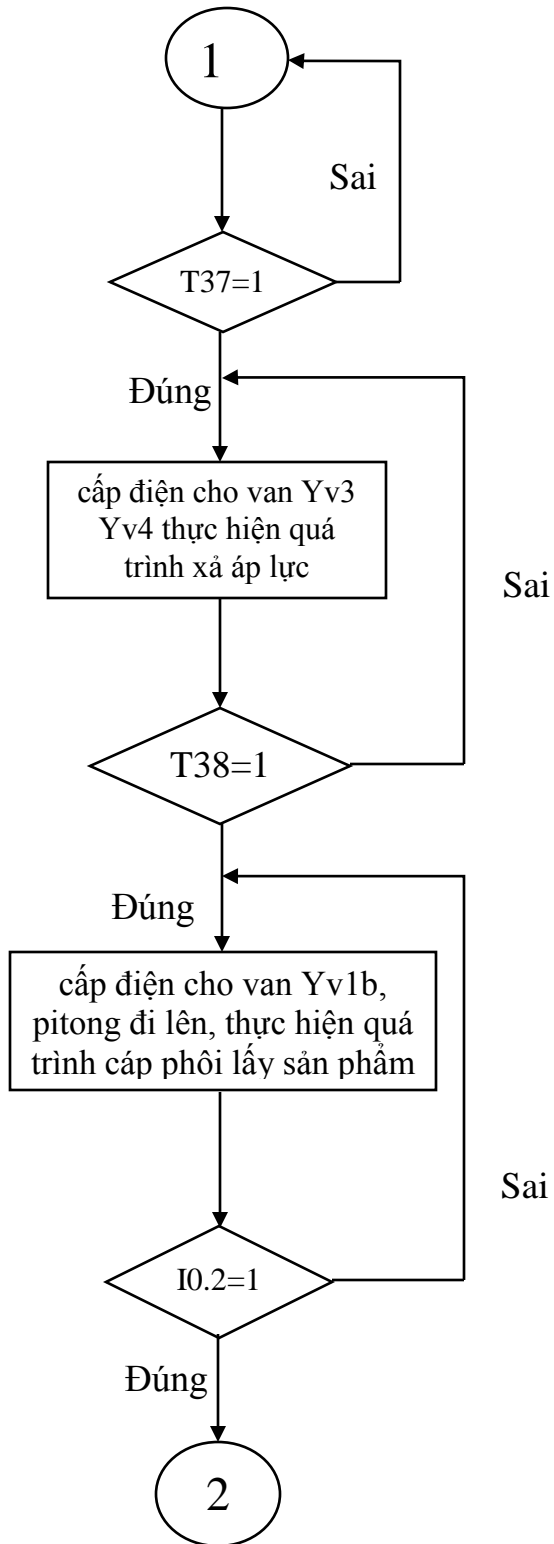 1
Sai
T37=1
Đúng
cấp điện cho van Yv3
Yv4 thực hiện quá
trình xả áp lực
Sai
T38=1
Đúng
cấp điện cho van Yv1b,
pitong đi lên, thực hiện quá
trình cáp phôi lấy sản phẩm
Sai
I0.2=1
Đúng
2